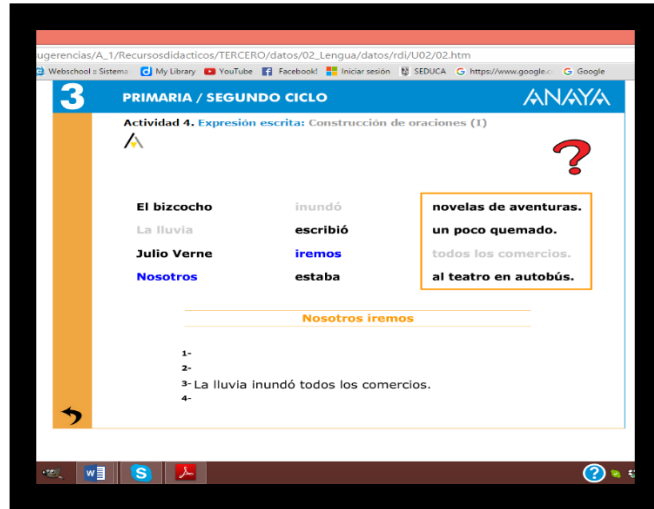 ugerencias/A_1/Recursosdidacticos/TERCERO/datos/02_Lengua/datos/rdi/U02/02.htm
Webschool :: Sistema My Library YouTube Facebook! Iniciar sesión SEDUCA https://www.google.c Google
3 PRIMARIA / SEGUNDO CICLO ANAYA
Actividad 4. Expresión escrita: Construcción de oraciones (I)
?
El bizcocho inundó novelas de aventuras.
La lluvia escribió un poco quemado.
Julio Verne iremos todos los comercios.
Nosotros estaba al teatro en autobús.
Nosotros iremos
1-
2-
3- La lluvia inundó todos los comercios.
4-
W S ?